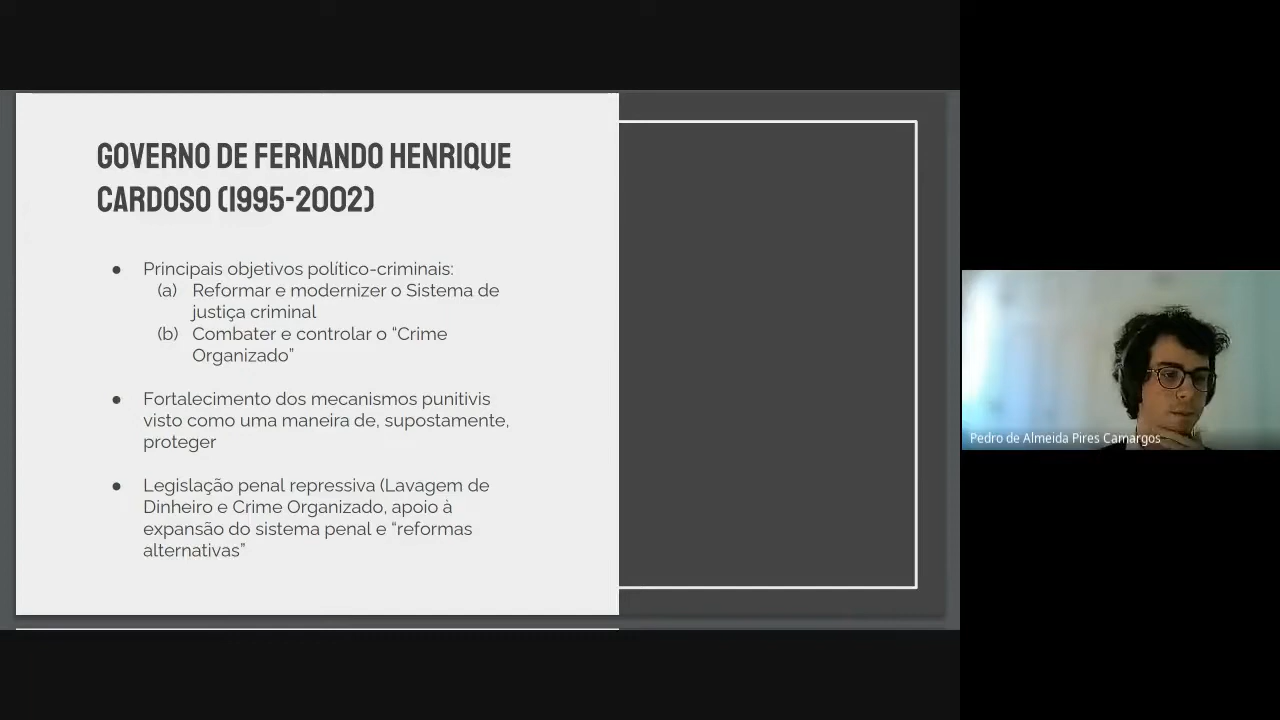 GOVERNO DE FERNANDO HENRIQUE
CARDOSO (1995-2002)
● Principais objetivos político-criminais:
(a) Reformar e modernizer o Sistema de
justiça criminal
(b) Combater e controlar o “Crime
Organizado”
● Fortalecimento dos mecanismos punitivis
visto como uma maneira de, supostamente,
proteger
● Legislação penal repressiva (Lavagem de
Dinheiro e Crime Organizado, apoio à
expansão do sistema penal e “reformas
alternativas”
Pedro de Almeida Pires Camargos